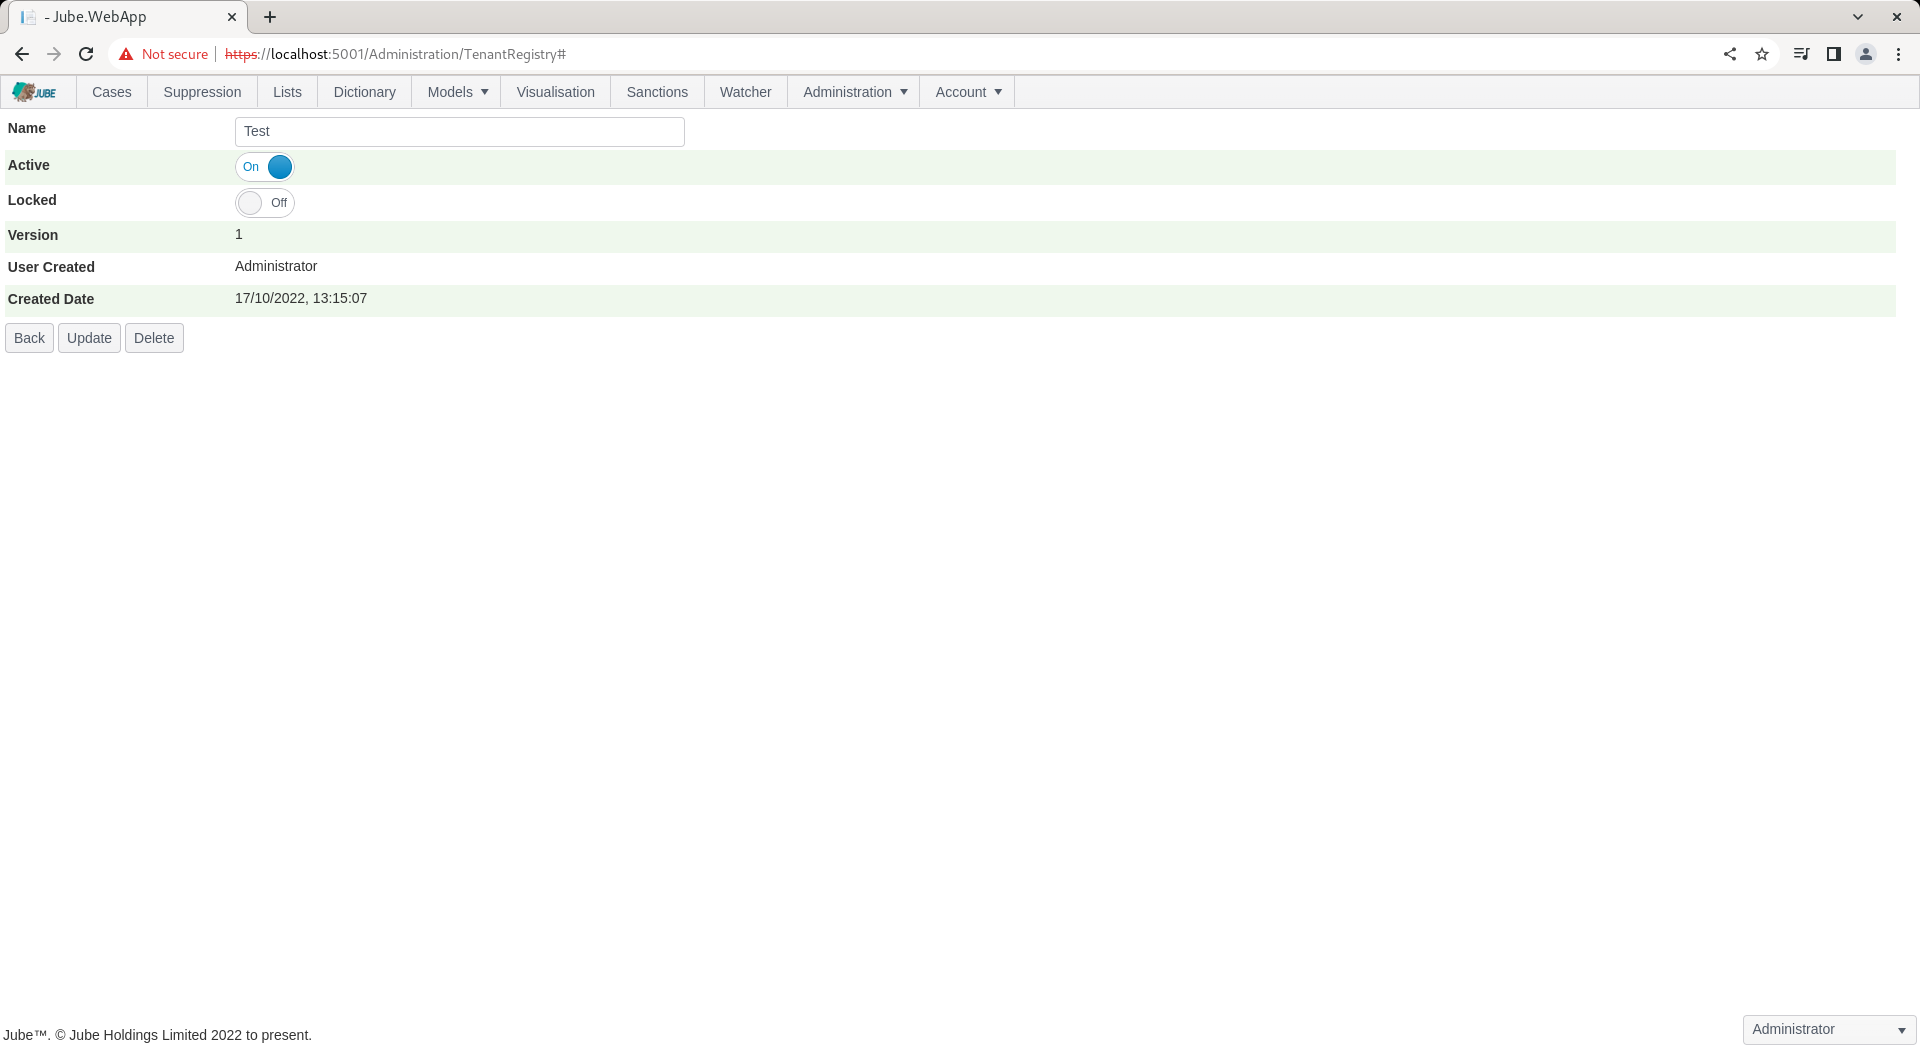 - Jube.WebApp
Not secure https://localhost:5001/Administration/TenantRegistry#
JUBE Cases Suppression Lists Dictionary Models Visualisation Sanctions Watcher Administration Account
Name Test
Active On
Locked Off
Version 1
User Created Administrator
Created Date 17/10/2022, 13:15:07
Back Update Delete
Jube™. © Jube Holdings Limited 2022 to present. Administrator